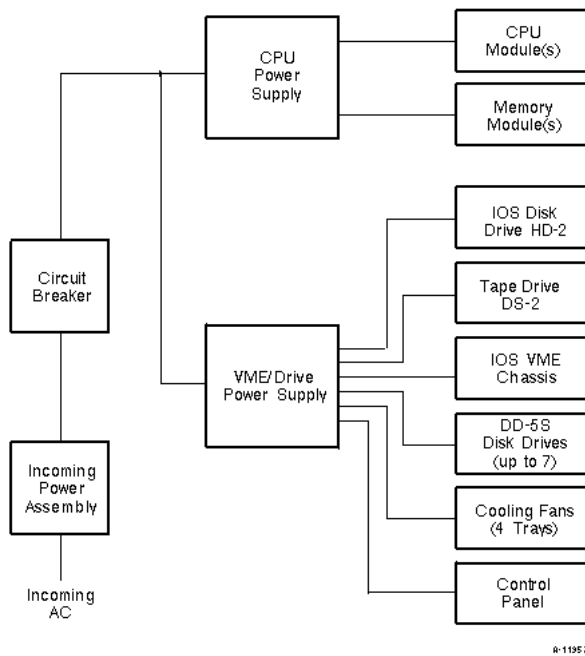 CPU
Power
Supply
CPU
Module(s)
Memory
Module(s)
IOS Disk
Drive HD-2
Circuit
Breaker
Tape Drive
DS-2
VME/Drive
Power Supply
IOS VME
Chassis
DD-5S
Disk Drives
(up to 7)
Incoming
Power
Assembly
Cooling Fans
(4 Trays)
Incoming
AC
Control
Panel